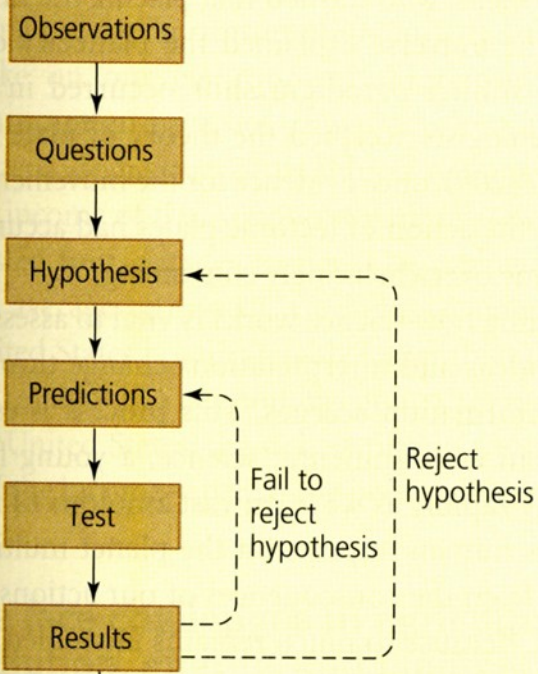 Observations
Questions
Hypothesis
Predictions
Test
Results
Fail to
reject
hypothesis
Reject
hypothesis